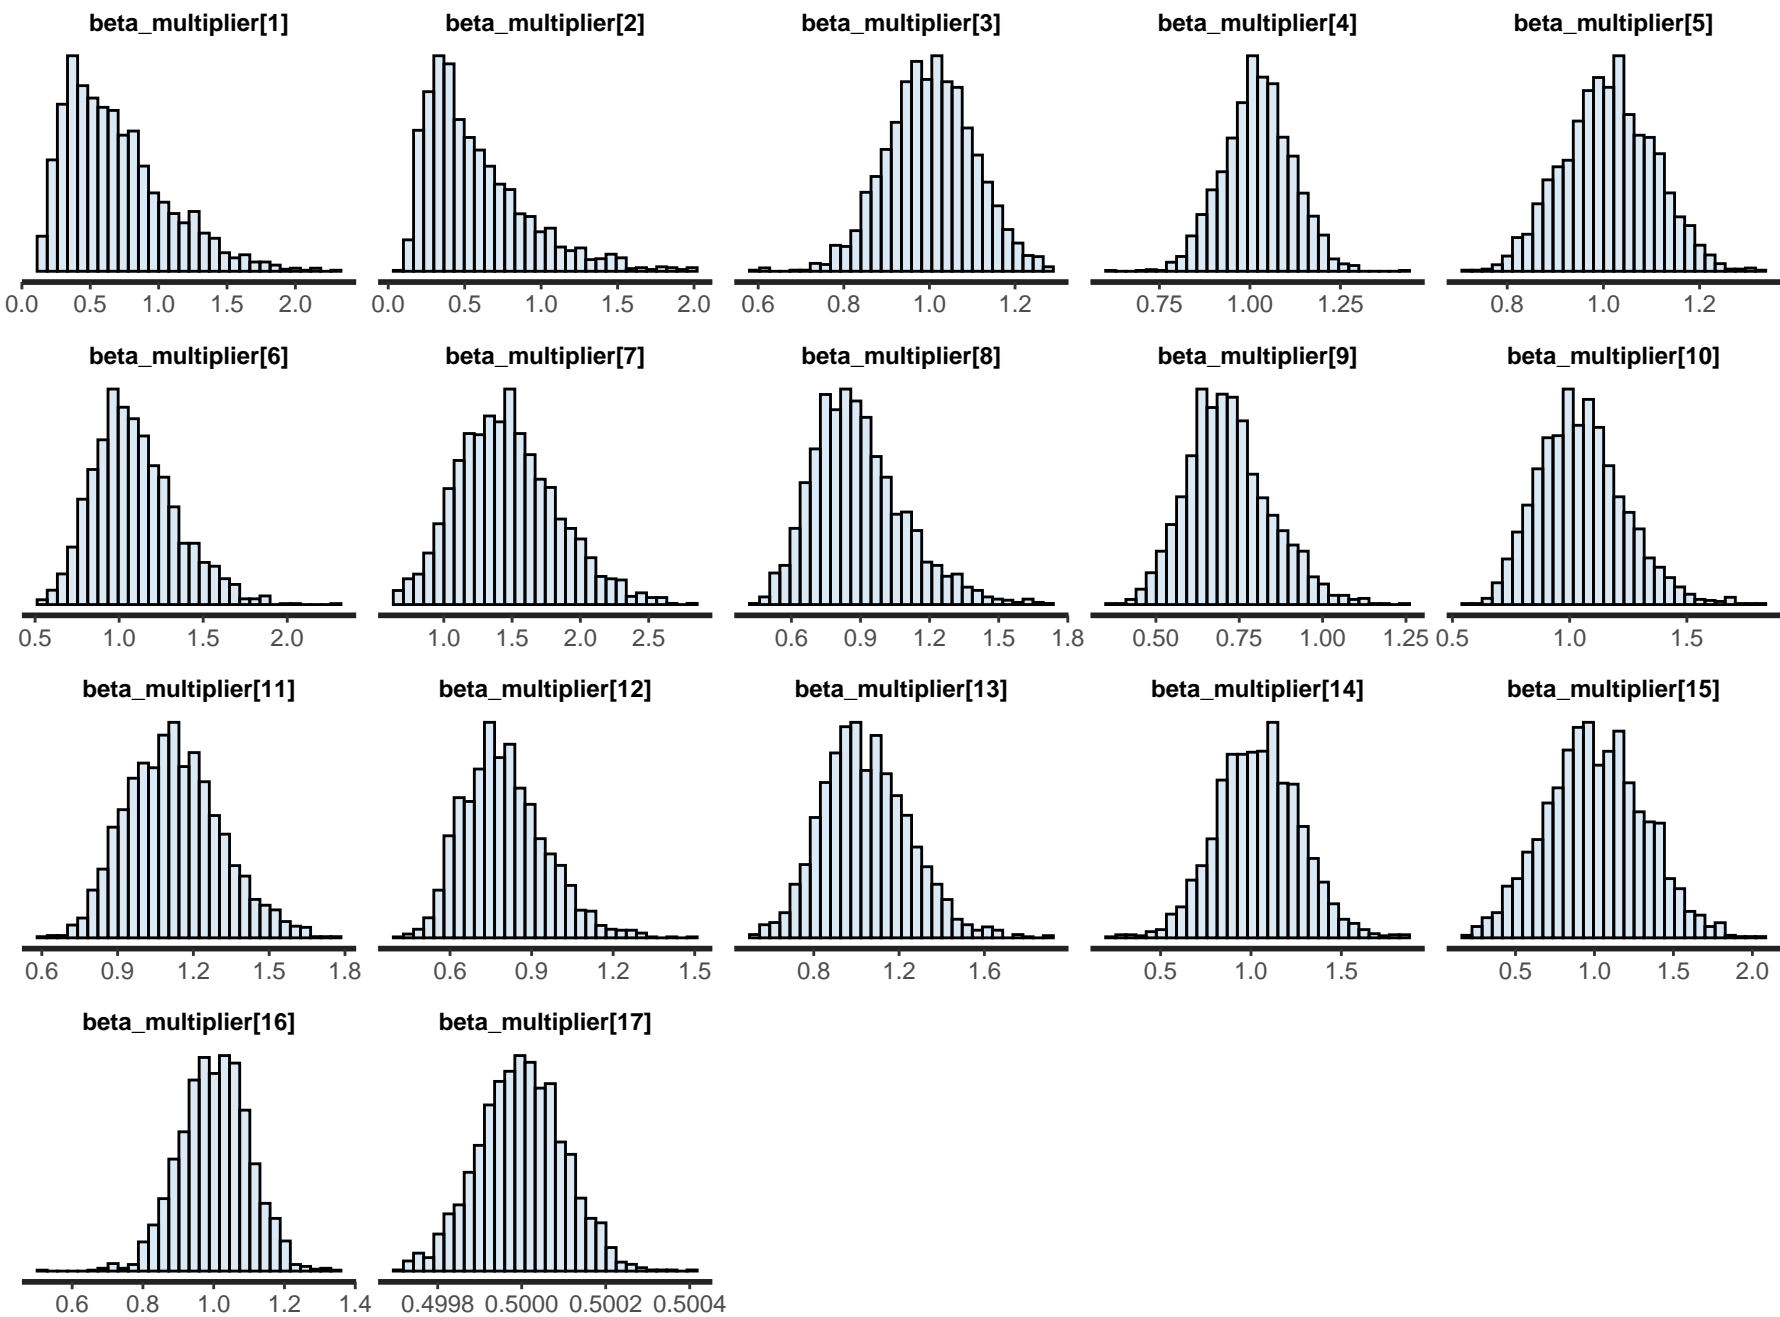 beta_multiplier[1] beta_multiplier[2] beta_multiplier[3] beta_multiplier[4] beta_multiplier[5]
0.0 0.5 1.0 1.5 2.0 0.0 0.5 1.0 1.5 2.0 0.6 0.8 1.0 1.2 0.75 1.00 1.25 0.8 1.0 1.2
beta_multiplier[6] beta_multiplier[7] beta_multiplier[8] beta_multiplier[9] beta_multiplier[10]
0.5 1.0 1.5 2.0 1.0 1.5 2.0 2.5 0.6 0.9 1.2 1.5 1.8 0.50 0.75 1.00 1.25 0.5 1.0 1.5
beta_multiplier[11] beta_multiplier[12] beta_multiplier[13] beta_multiplier[14] beta_multiplier[15]
0.6 0.9 1.2 1.5 1.8 0.6 0.9 1.2 1.5 0.8 1.2 1.6 0.5 1.0 1.5 0.5 1.0 1.5 2.0
beta_multiplier[16] beta_multiplier[17]
0.6 0.8 1.0 1.2 1.4 0.4998 0.5000 0.5002 0.5004